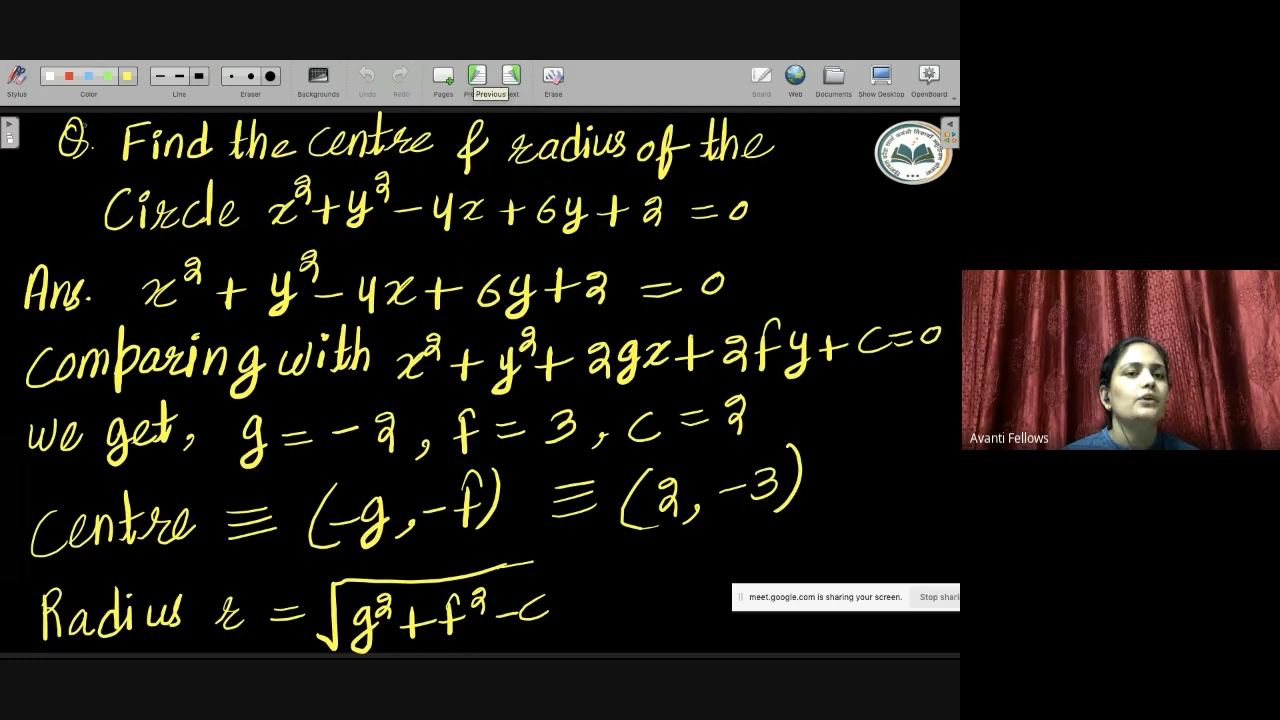 Stylus
Color
Line
Eraser
Backgrounds
Undo
Redo
Pages
Previous
Erase
Board
Web
Documents
Show Desktop
OpenBoard
Q. Find the centre & radius of the
Circle x²+y²-4x+6y+2=0
Ans. x²+y²-4x+6y+2=0
Comparing with x²+y²+2gx+2fy+c=0
we get, g=-2, f=3, c=2
Centre ≡ (-g,-f) ≡ (2,-3)
Radius r = √g²+f²-c
meet.google.com is sharing your screen.
Avanti Fellows